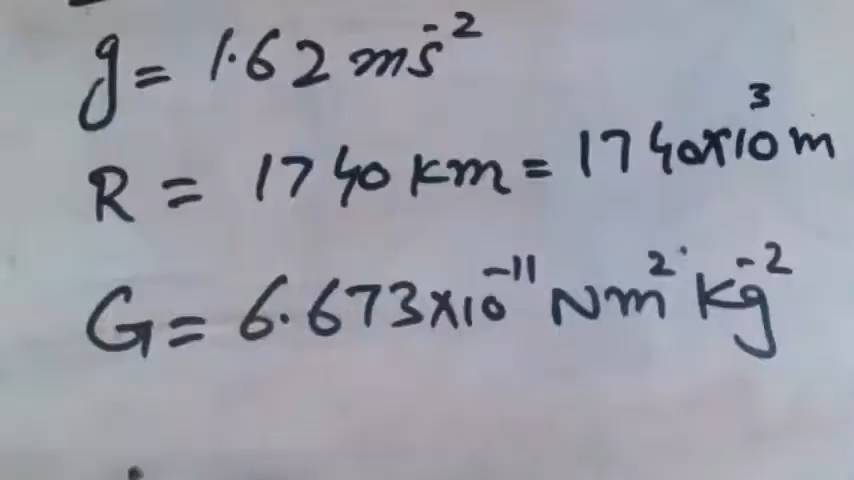 g = 1.62 ms⁻²
R = 1740 km = 1740×10³ m
G = 6.673×10⁻¹¹ Nm² Kg⁻²